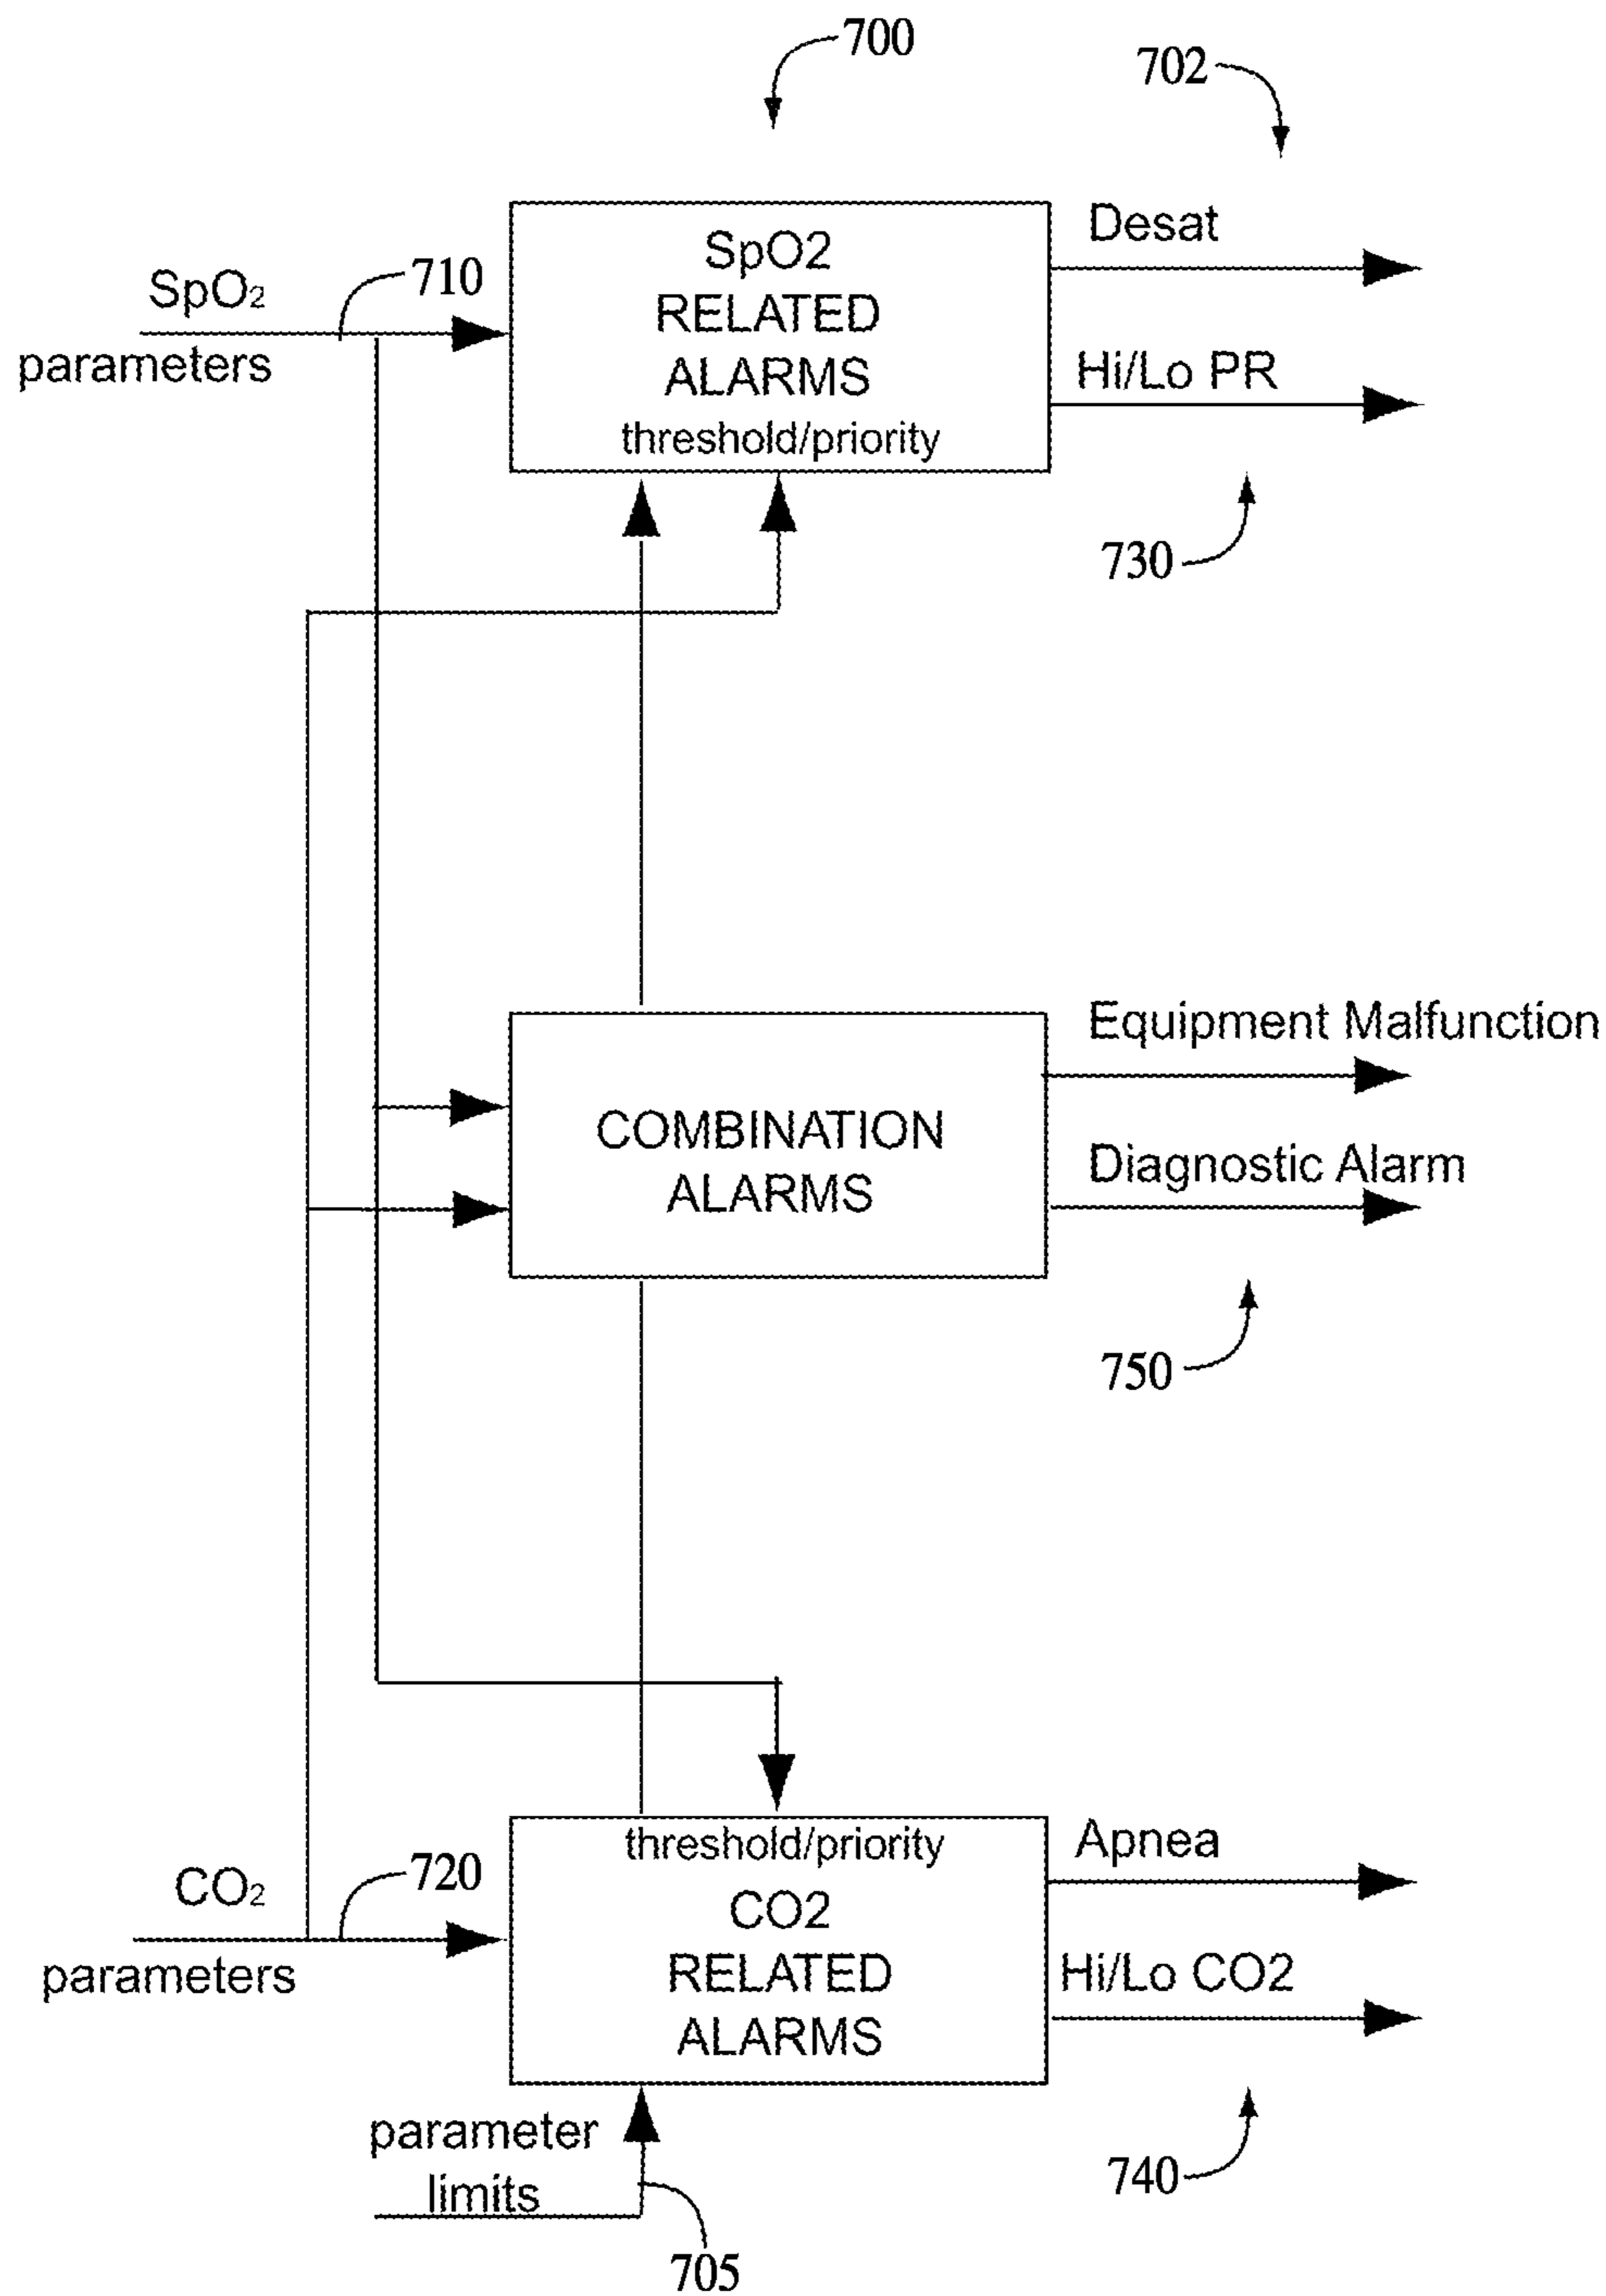 700
702
SpO2
parameters
710
SpO2
RELATED
ALARMS
threshold/priority
Desat
Hi/Lo PR
730
COMBINATION
ALARMS
Equipment Malfunction
Diagnostic Alarm
750
CO2
parameters
720
threshold/priority
CO2
RELATED
ALARMS
Apnea
Hi/Lo CO2
740
parameter
limits
705